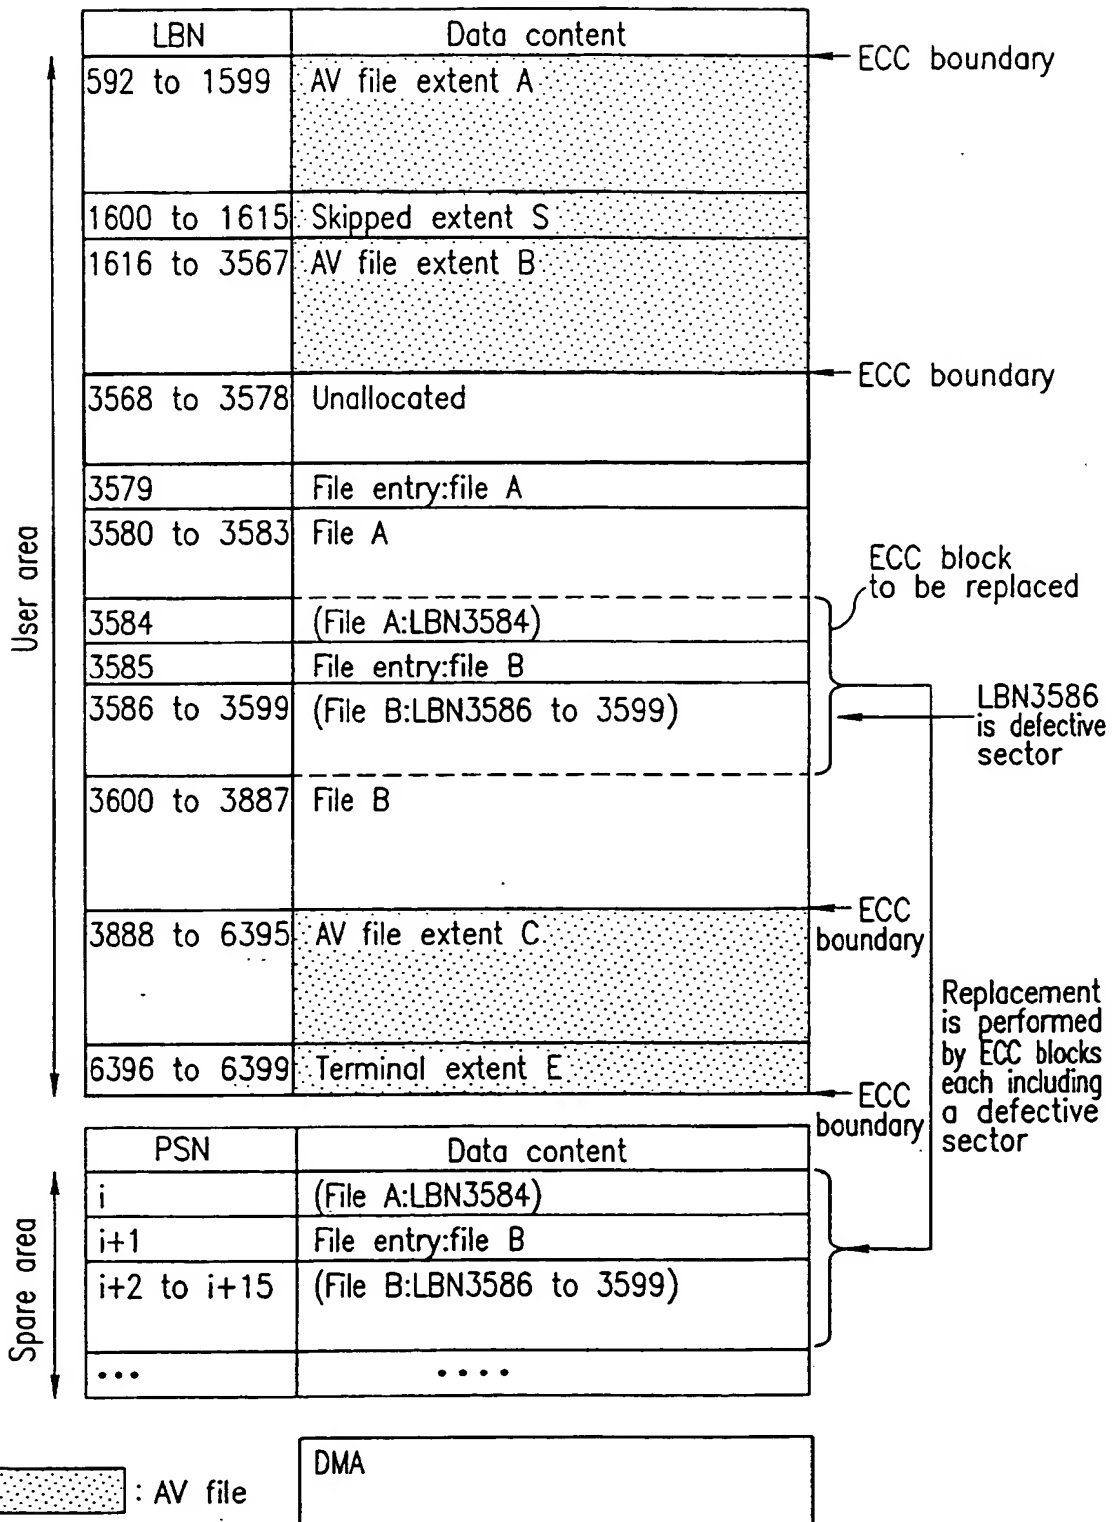 LBN Data content
ECC boundary
592 to 1599 AV file extent A
1600 to 1615 Skipped extent S
1616 to 3567 AV file extent B
ECC boundary
3568 to 3578 Unallocated
3579 File entry:file A
3580 to 3583 File A
User area
ECC block
to be replaced
3584 (File A:LBN3584)
3585 File entry:file B
3586 to 3599 (File B:LBN3586 to 3599)
LBN3586
is defective
sector
3600 to 3887 File B
ECC
boundary
3888 to 6395 AV file extent C
Replacement
is performed
by ECC blocks
each including
a defective
sector
6396 to 6399 Terminal extent E
ECC
boundary
PSN Data content
Spare area
i (File A:LBN3584)
i+1 File entry:file B
i+2 to i+15 (File B:LBN3586 to 3599)
... ....
: AV file
DMA